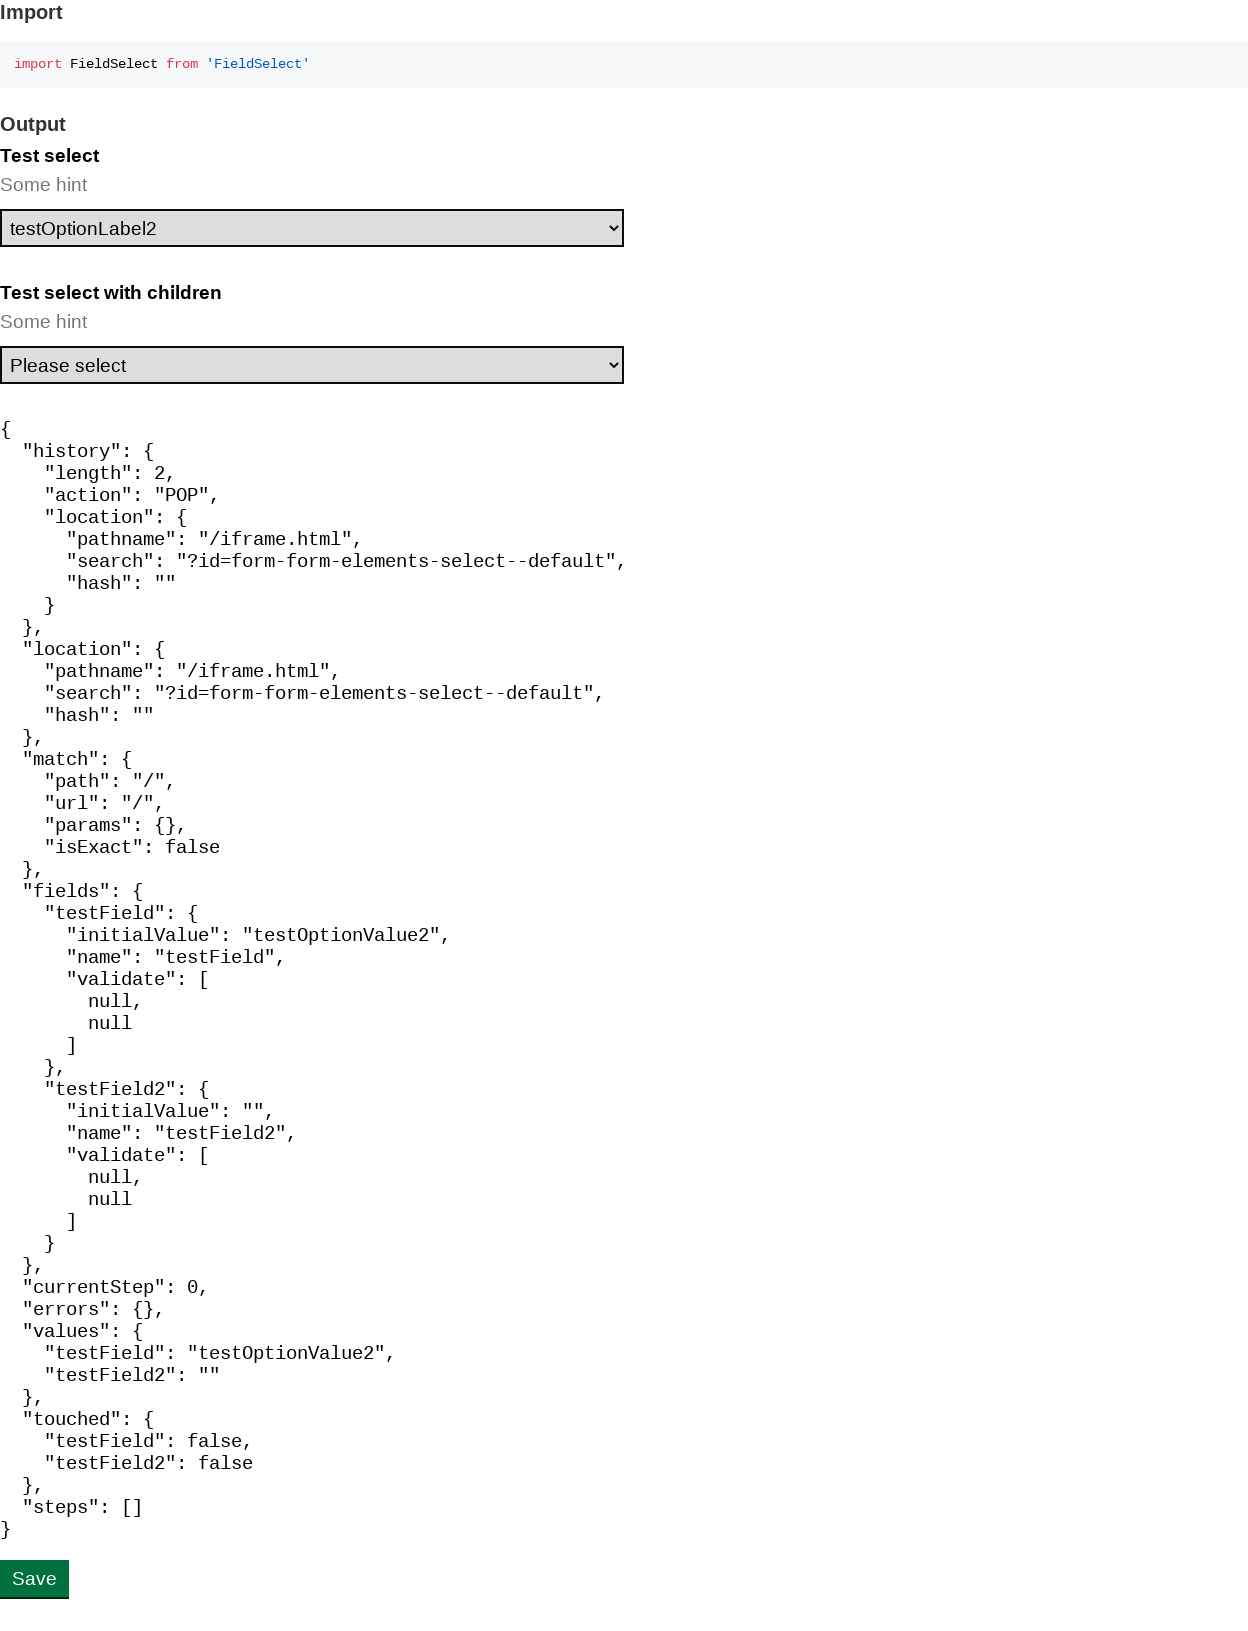 Import
import FieldSelect from 'FieldSelect'
Output
Test select
Some hint
testOptionLabel2
Test select with children
Some hint
Please select
{
  "history": {
    "length": 2,
    "action": "POP",
    "location": {
      "pathname": "/iframe.html",
      "search": "?id=form-form-elements-select--default",
      "hash": ""
    }
  },
  "location": {
    "pathname": "/iframe.html",
    "search": "?id=form-form-elements-select--default",
    "hash": ""
  },
  "match": {
    "path": "/",
    "url": "/",
    "params": {},
    "isExact": false
  },
  "fields": {
    "testField": {
      "initialValue": "testOptionValue2",
      "name": "testField",
      "validate": [
        null,
        null
      ]
    },
    "testField2": {
      "initialValue": "",
      "name": "testField2",
      "validate": [
        null,
        null
      ]
    }
  },
  "currentStep": 0,
  "errors": {},
  "values": {
    "testField": "testOptionValue2",
    "testField2": ""
  },
  "touched": {
    "testField": false,
    "testField2": false
  },
  "steps": []
}
Save